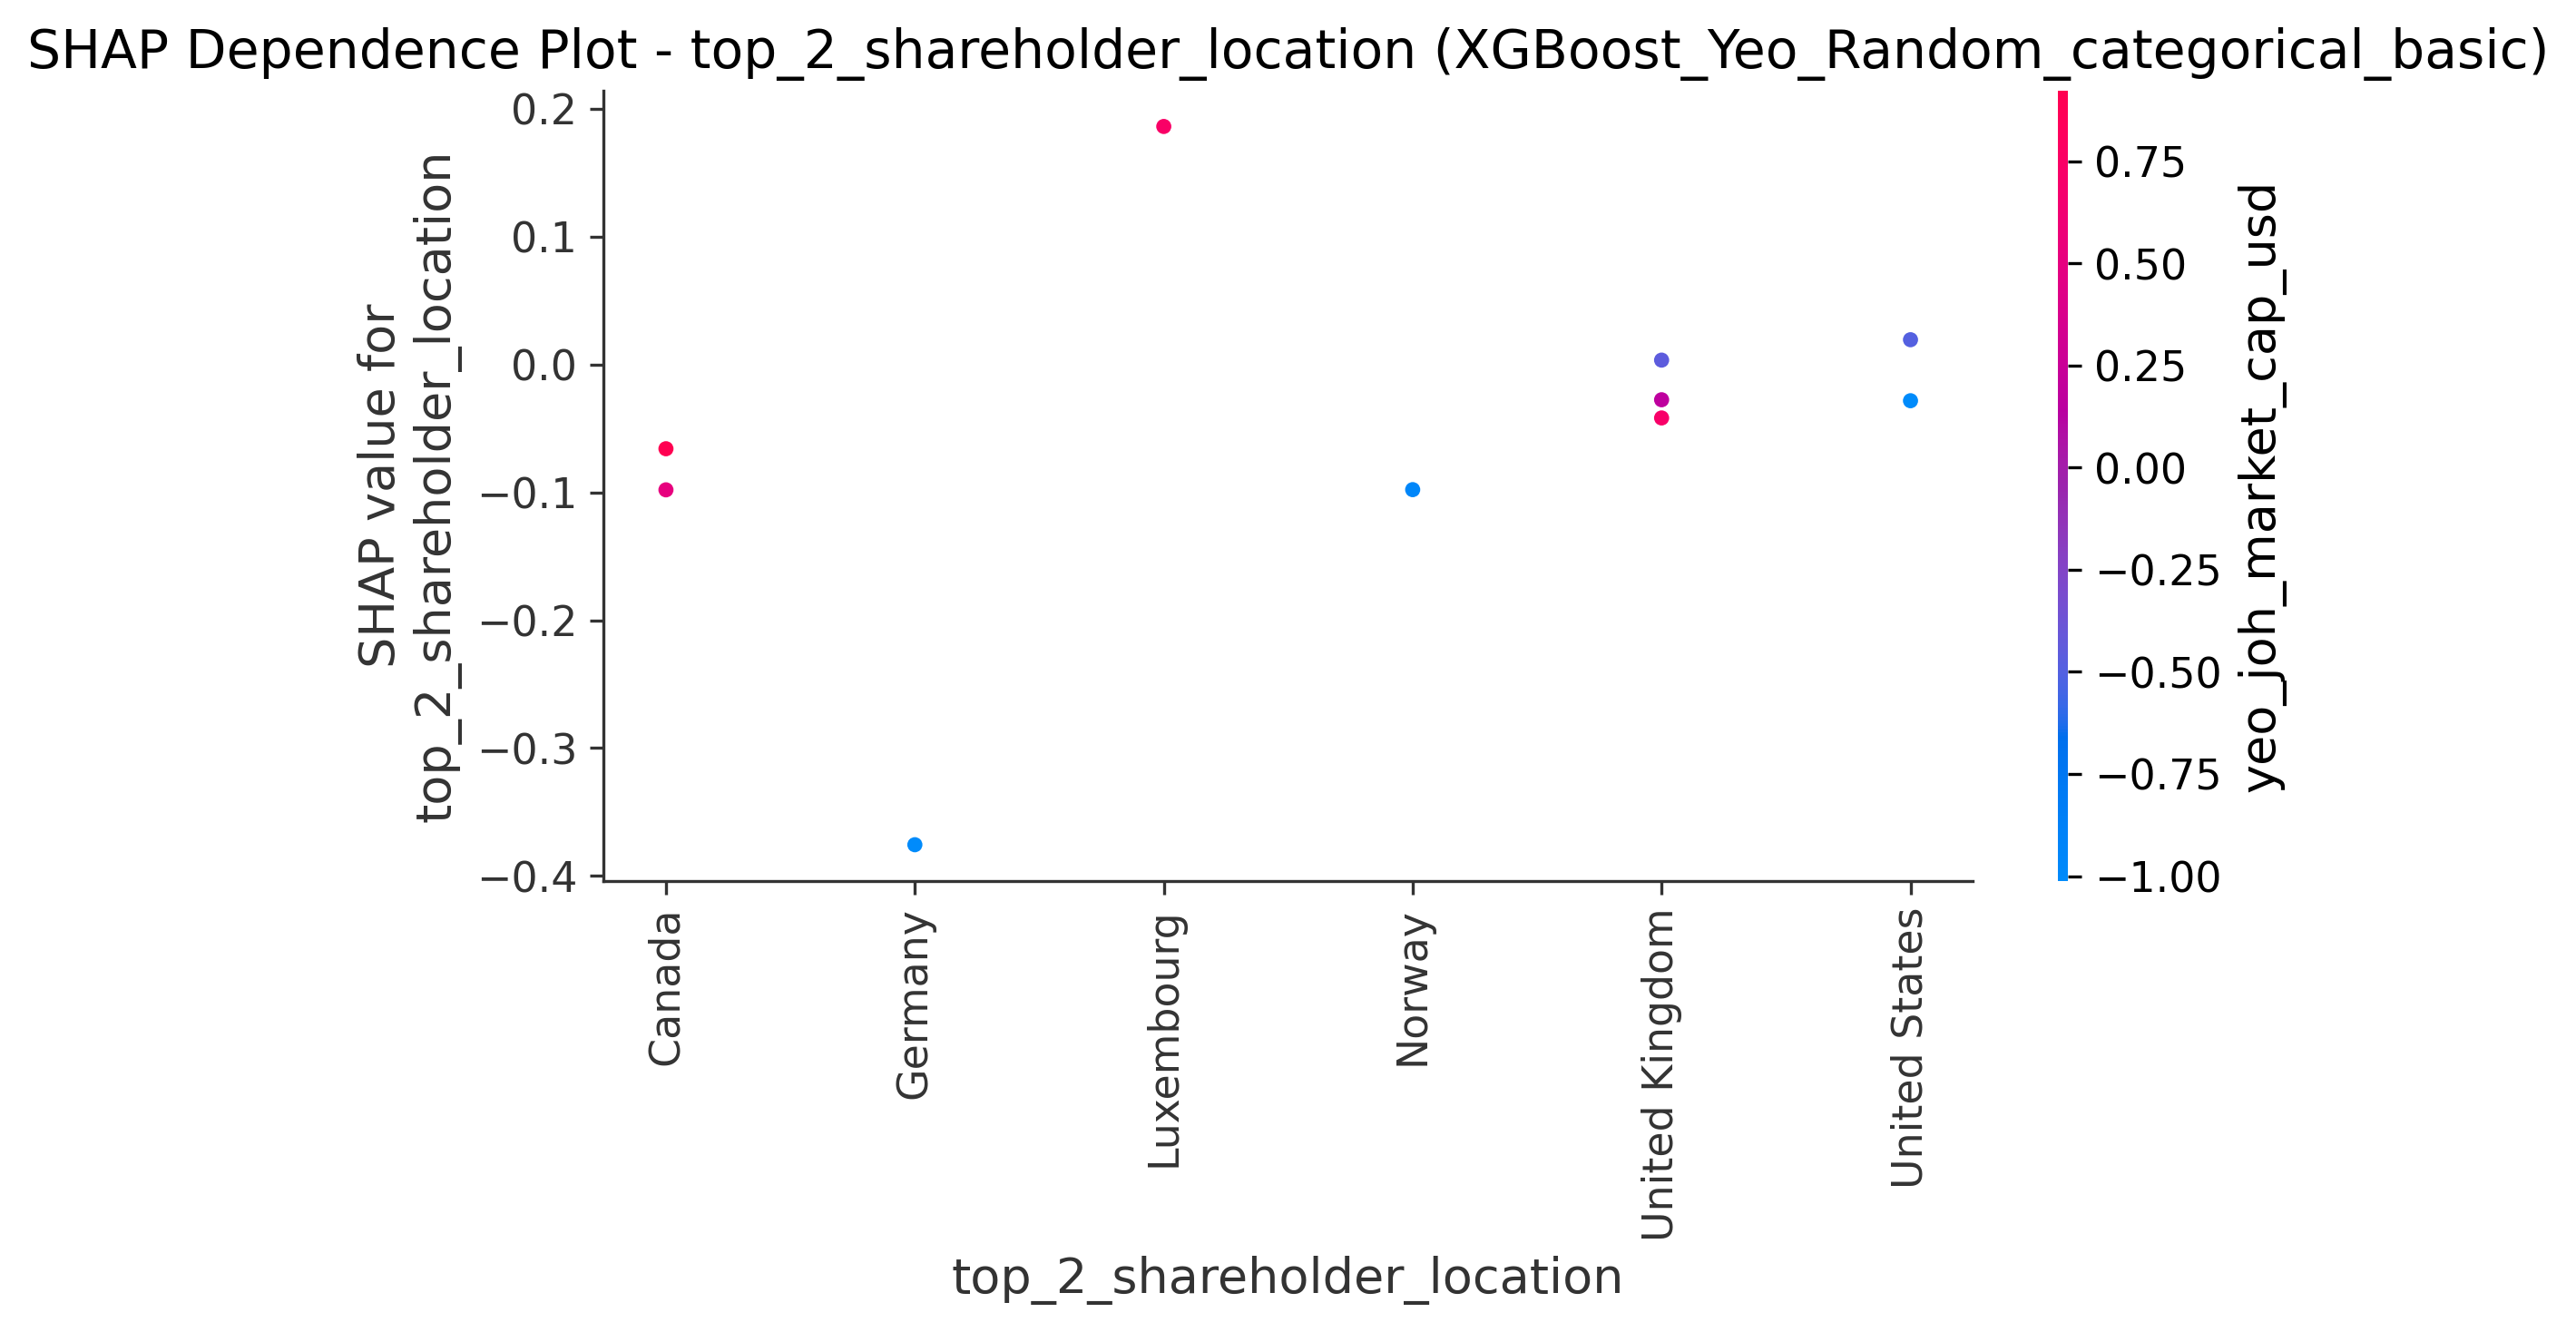 SHAP Dependence Plot - top_2_shareholder_location (XGBoost_Yeo_Random_categorical_basic)
SHAP value for
top_2_shareholder_location
0.2
0.1
0.0
−0.1
−0.2
−0.3
−0.4
Canada
Germany
Luxembourg
Norway
United Kingdom
United States
top_2_shareholder_location
0.75
0.50
0.25
0.00
−0.25
−0.50
−0.75
−1.00
yeo_joh_market_cap_usd